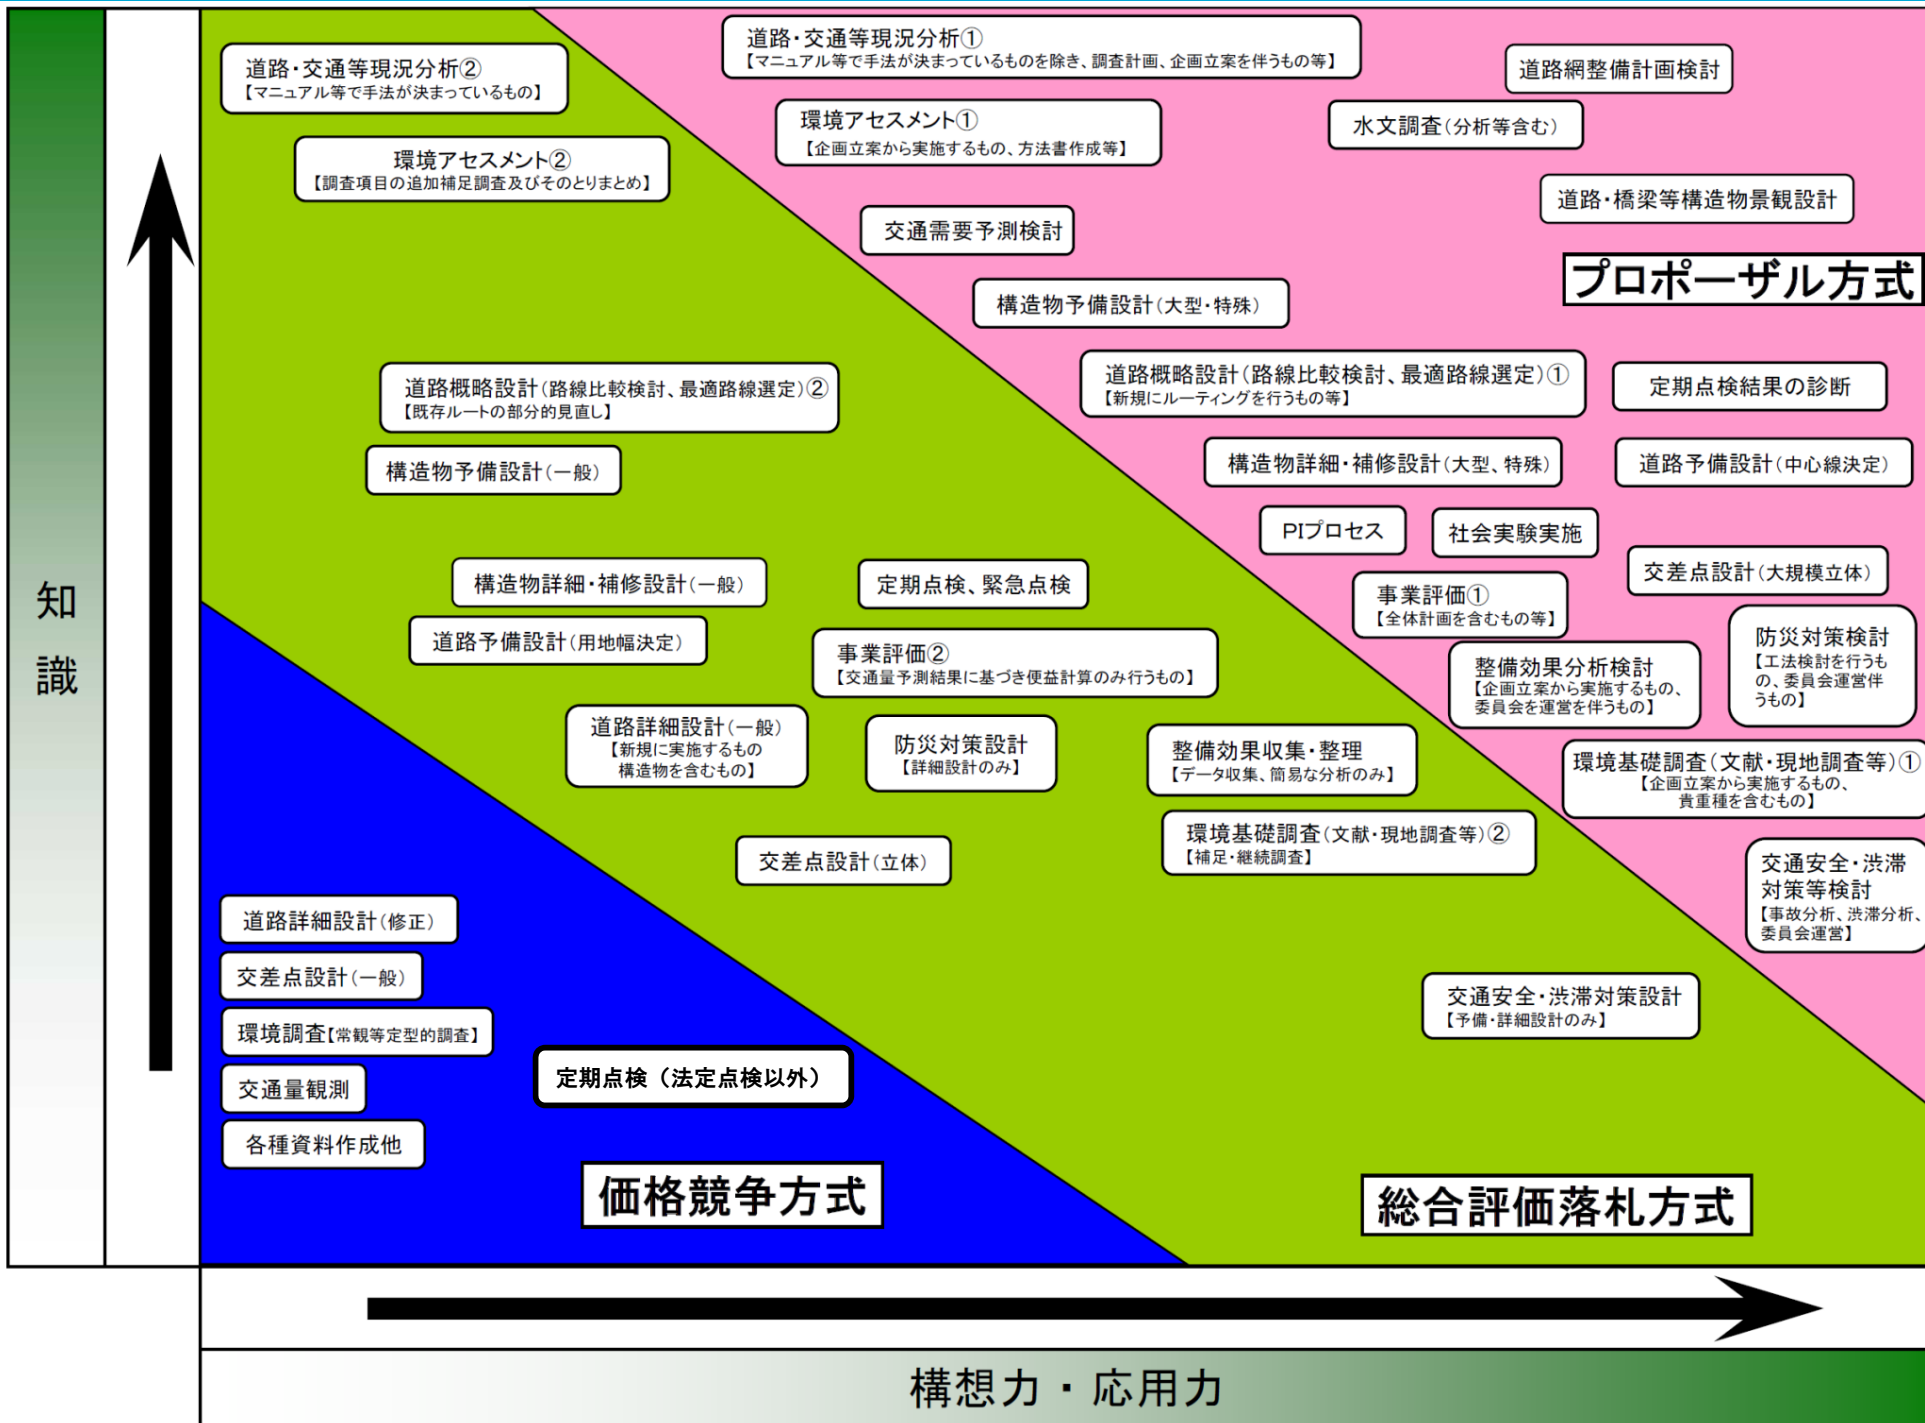 道路・交通等現況分析②
【マニュアル等で手法が決まっているもの】
環境アセスメント②
【調査項目の追加補足調査及びそのとりまとめ】
道路・交通等現況分析①
【マニュアル等で手法が決まっているものを除き、調査計画、企画立案を伴うもの等】
道路網整備計画検討
環境アセスメント①
【企画立案から実施するもの、方法書作成等】
水文調査(分析等含む)
道路・橋梁等構造物景観設計
交通需要予測検討
プロポーザル方式
構造物予備設計(大型・特殊)
道路概略設計(路線比較検討、最適路線選定)②
【既存ルートの部分的見直し】
道路概略設計(路線比較検討、最適路線選定)①
【新規にルーティングを行うもの等】
定期点検結果の診断
構造物予備設計(一般)
構造物詳細・補修設計(大型、特殊)
道路予備設計(中心線決定)
PIプロセス
社会実験実施
構造物詳細・補修設計(一般)
定期点検、緊急点検
交差点設計(大規模立体)
事業評価①
【全体計画を含むもの等】
知
識
道路予備設計(用地幅決定)
事業評価②
【交通量予測結果に基づき便益計算のみ行うもの】
整備効果分析検討
【企画立案から実施するもの、
委員会を運営を伴うもの】
防災対策検討
【工法検討を行うも
の、委員会運営伴
うもの】
道路詳細設計(一般)
【新規に実施するもの
構造物を含むもの】
防災対策設計
【詳細設計のみ】
整備効果収集・整理
【データ収集、簡易な分析のみ】
環境基礎調査(文献・現地調査等)①
【企画立案から実施するもの、
貴重種を含むもの】
環境基礎調査(文献・現地調査等)②
【補足・継続調査】
交差点設計(立体)
交通安全・渋滞
対策等検討
【事故分析、渋滞分析、
委員会運営】
道路詳細設計(修正)
交差点設計(一般)
環境調査【常観等定型的調査】
交通量観測
各種資料作成他
定期点検（法定点検以外）
交通安全・渋滞対策設計
【予備・詳細設計のみ】
価格競争方式
総合評価落札方式
構想力・応用力